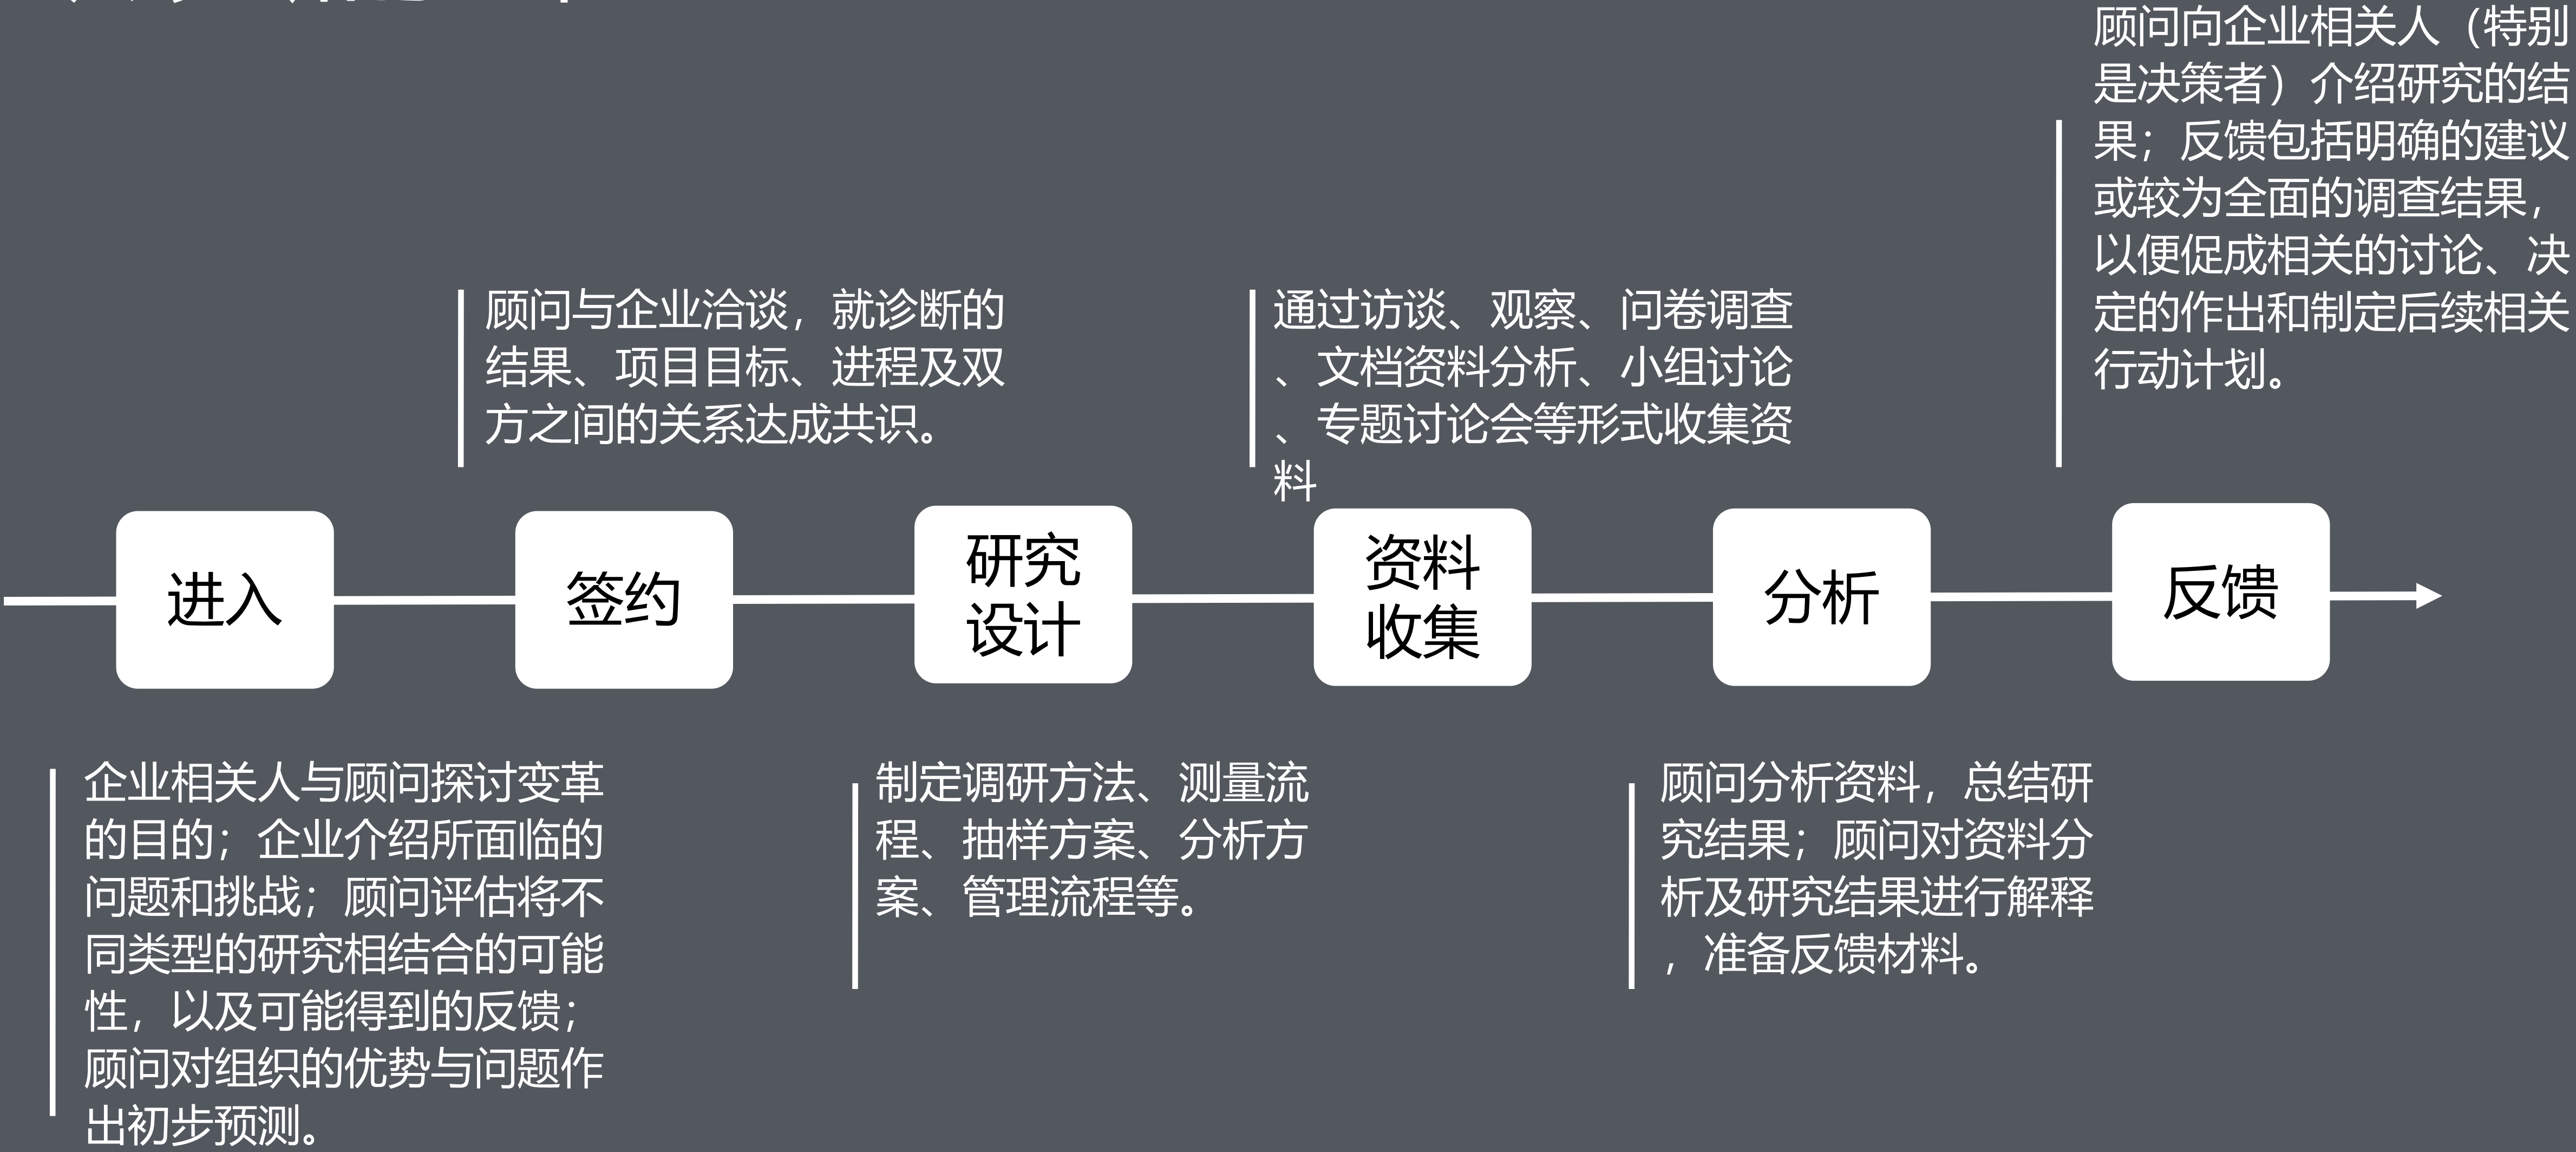 顾问向企业相关人（特别
是决策者）介绍研究的结
果；反馈包括明确的建议
或较为全面的调查结果，
以便促成相关的讨论、决
定的作出和制定后续相关
行动计划。
顾问与企业洽谈，就诊断的
结果、项目目标、进程及双
方之间的关系达成共识。
通过访谈、观察、问卷调查
、文档资料分析、小组讨论
、专题讨论会等形式收集资
料
进入
签约
研究
设计
资料
收集
分析
反馈
企业相关人与顾问探讨变革
的目的；企业介绍所面临的
问题和挑战；顾问评估将不
同类型的研究相结合的可能
性，以及可能得到的反馈；
顾问对组织的优势与问题作
出初步预测。
制定调研方法、测量流
程、抽样方案、分析方
案、管理流程等。
顾问分析资料，总结研
究结果；顾问对资料分
析及研究结果进行解释
，准备反馈材料。